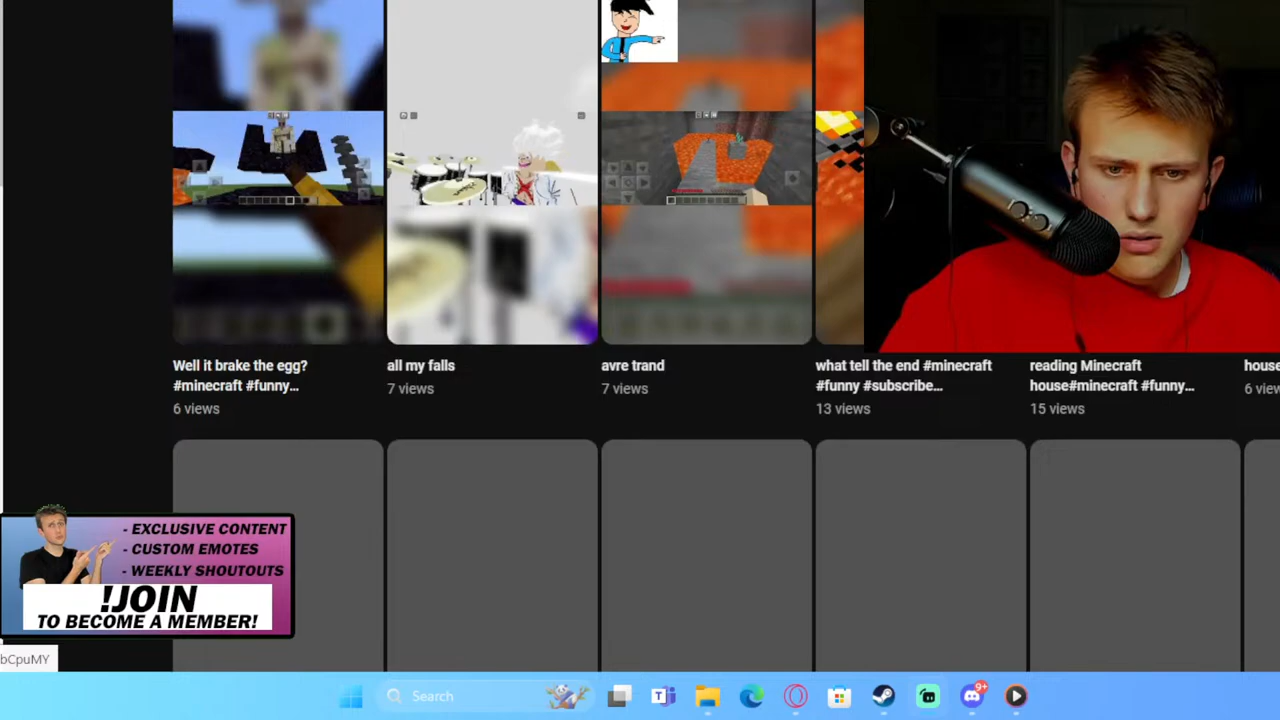 Well it brake the egg?
#minecraft #funny...
6 views
all my falls
7 views
avre trand
7 views
what tell the end #minecraft
#funny #subscribe...
13 views
reading Minecraft
house#minecraft #funny...
15 views
house
6 view
- EXCLUSIVE CONTENT
- CUSTOM EMOTES
- WEEKLY SHOUTOUTS
!JOIN
TO BECOME A MEMBER!
bCpuMY
Search
9+